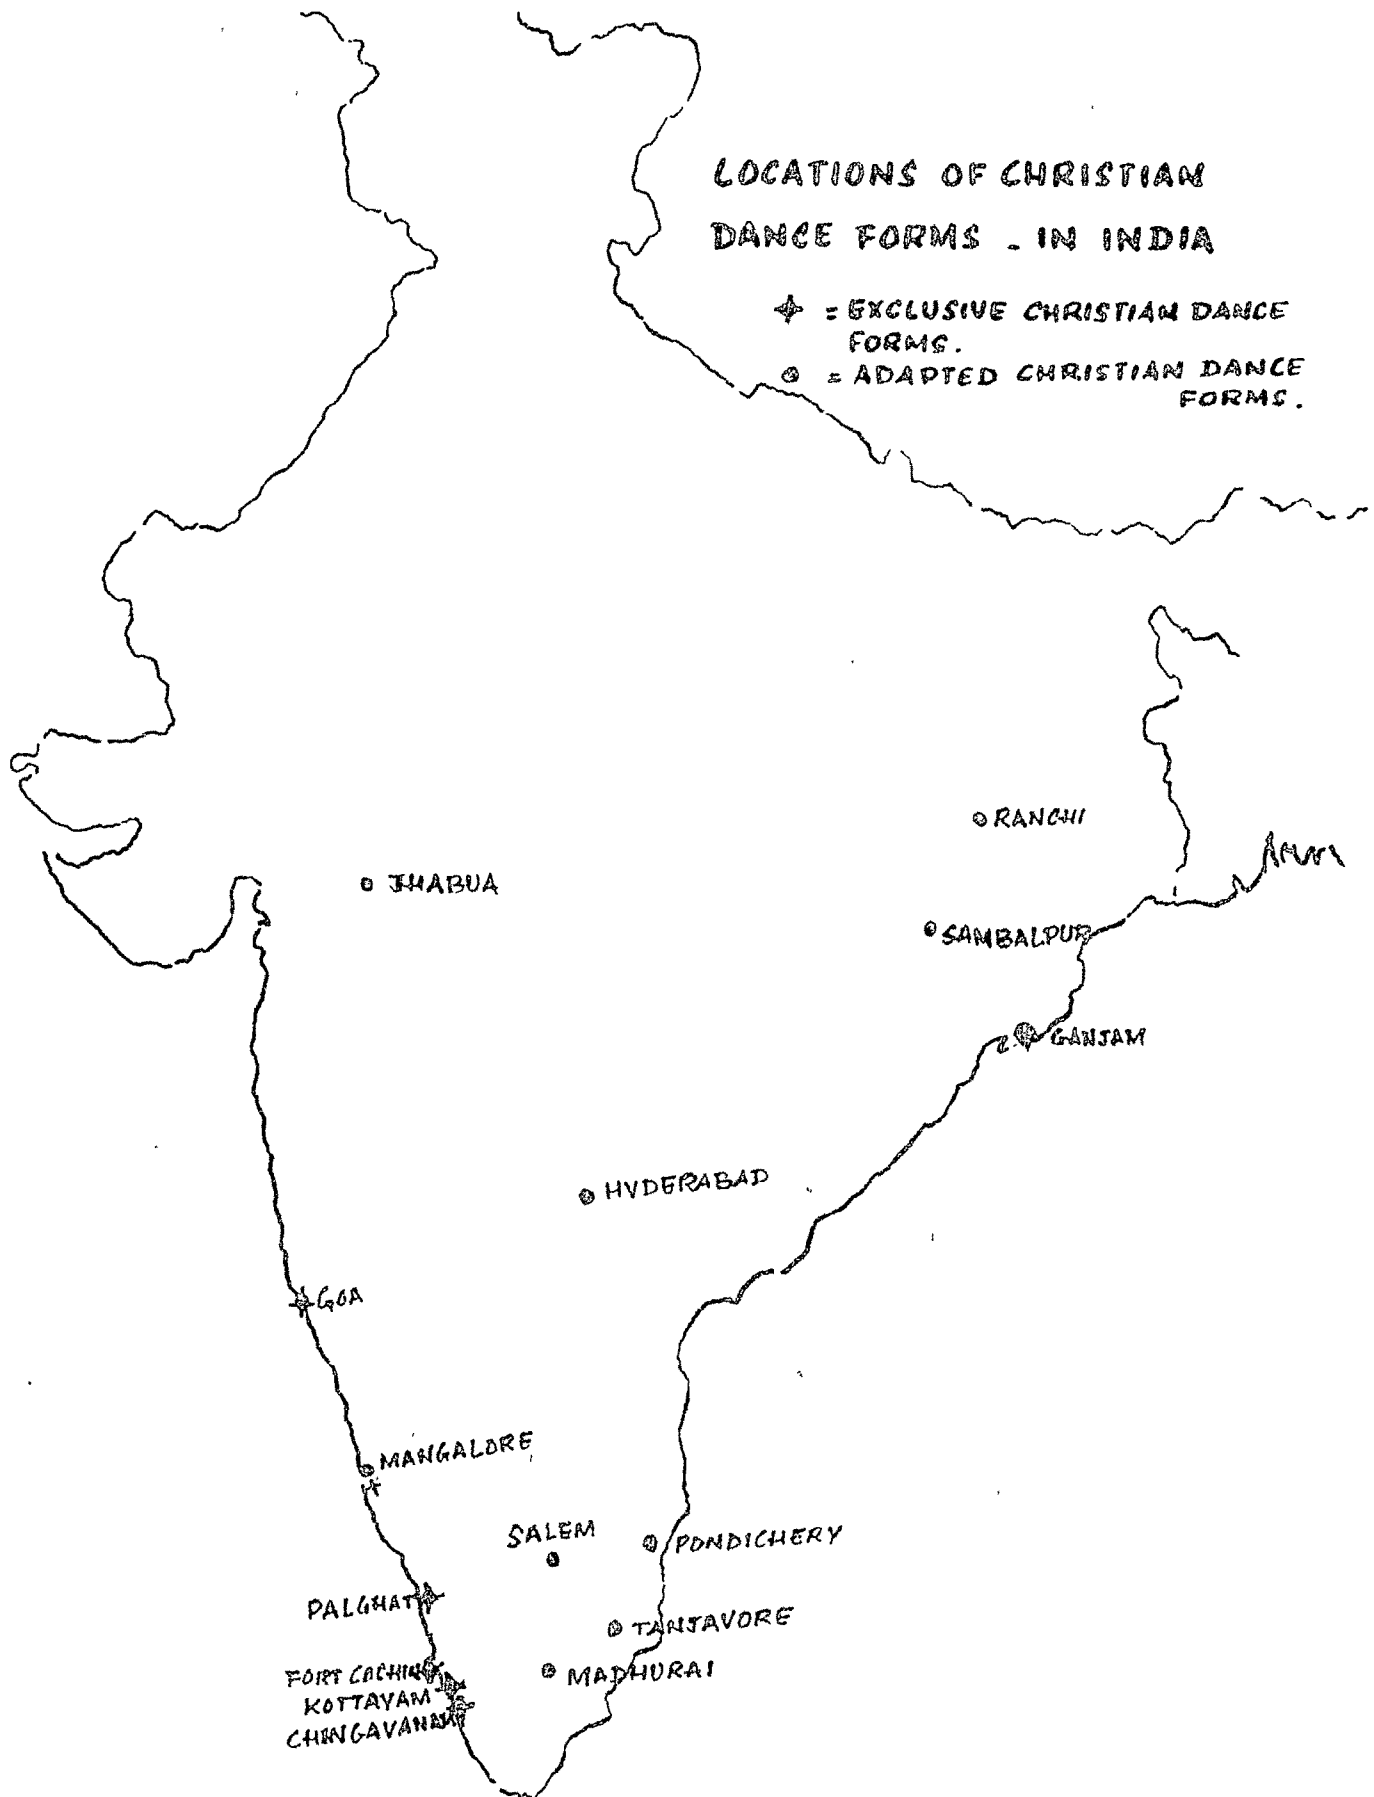 LOCATIONS OF CHRISTIAN
DANCE FORMS - IN INDIA
= EXCLUSIVE CHRISTIAN DANCE
FORMS.
= ADAPTED CHRISTIAN DANCE
FORMS.
RANCHI
JHABUA
SAMBALPUR
GANJAM
HYDERABAD
GOA
MANGALORE
SALEM
PONDICHERY
PALGHAT
TANJAVORE
FORT COCHIN
MADHURAI
KOTTAYAM